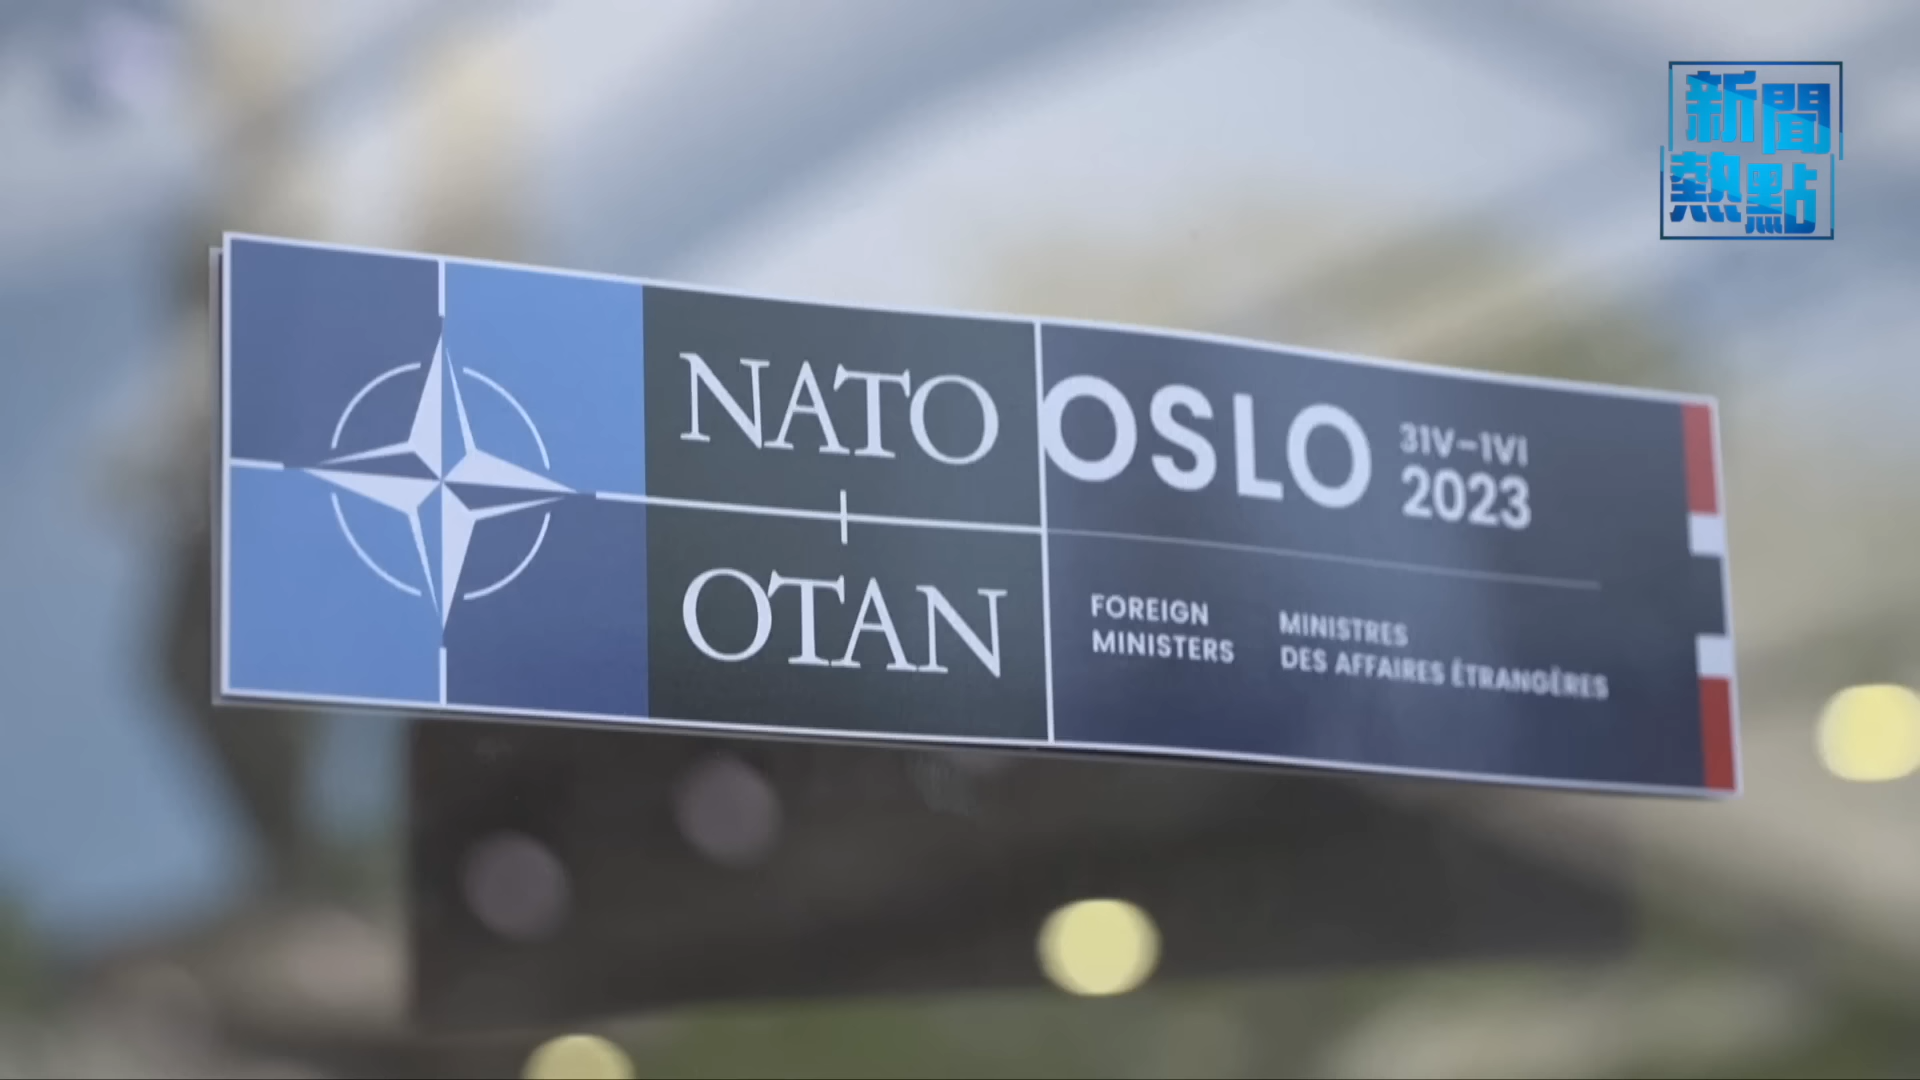 新聞
熱點
NATO
OTAN
OSLO
31V–1VI
2023
FOREIGN
MINISTERS
MINISTRES
DES AFFAIRES ÉTRANGÈRES